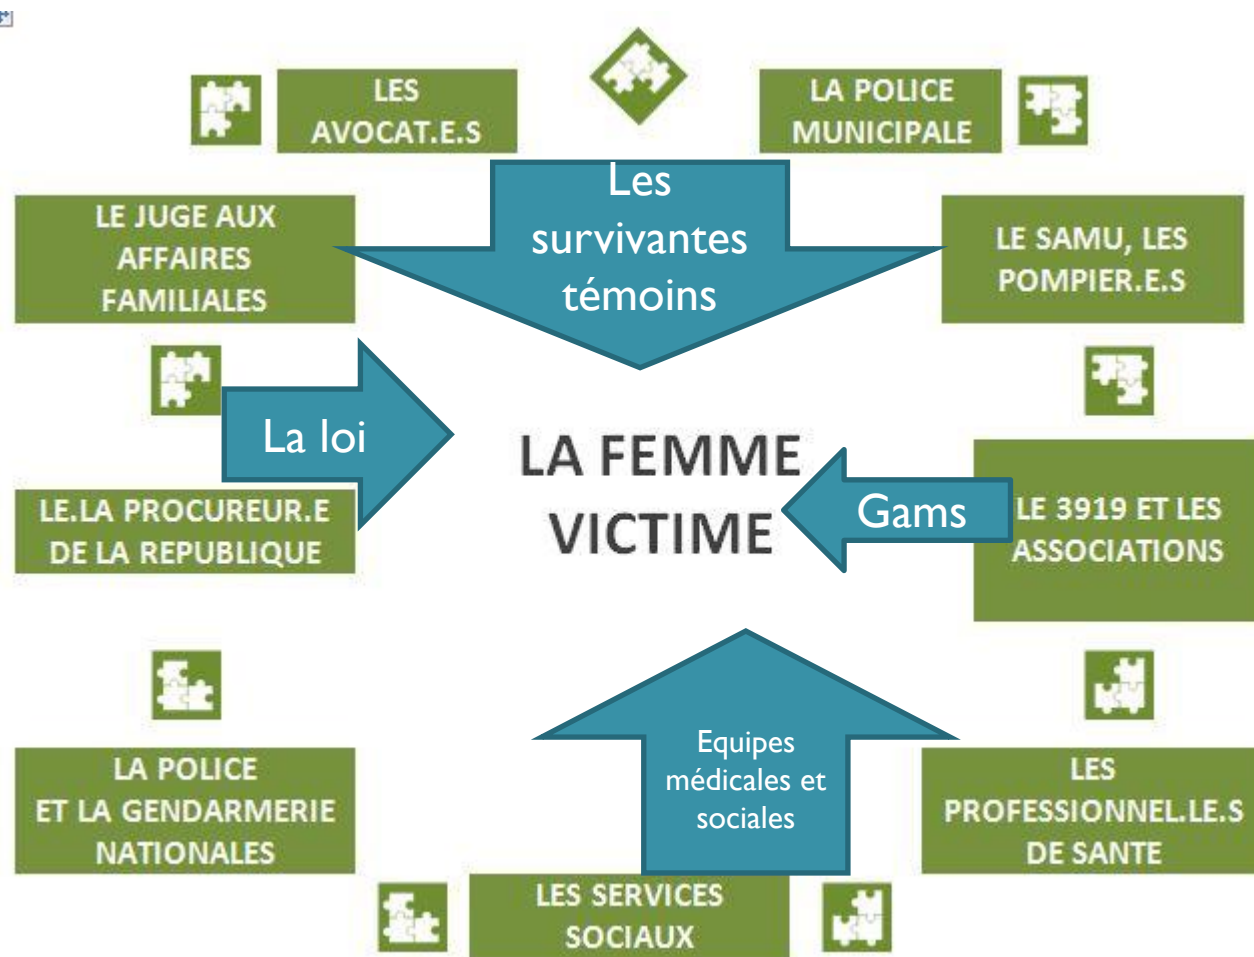 LES
AVOCAT.E.S
LA POLICE
MUNICIPALE
Les
survivantes
témoins
LE JUGE AUX
AFFAIRES
FAMILIALES
LE SAMU, LES
POMPIER.E.S
La loi
LA FEMME
VICTIME
Gams
LE.LA PROCUREUR.E
DE LA REPUBLIQUE
LE 3919 ET LES
ASSOCIATIONS
Equipes
médicales et
sociales
LA POLICE
ET LA GENDARMERIE
NATIONALES
LES
PROFESSIONNEL.LE.S
DE SANTE
LES SERVICES
SOCIAUX